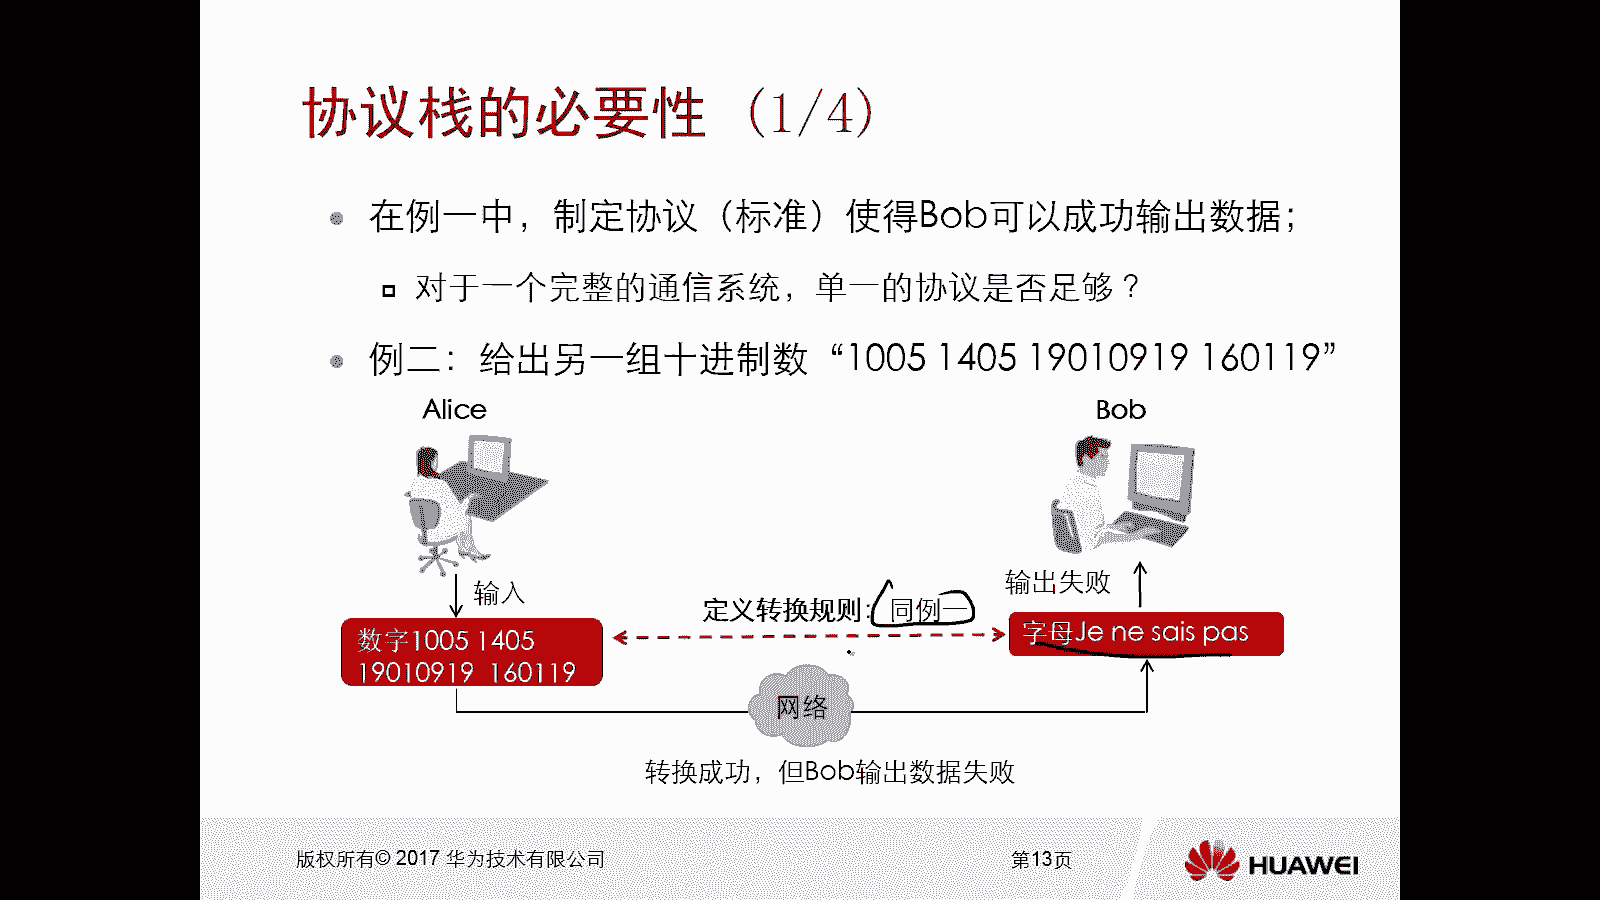 协议栈的必要性 (1/4)
在例一中，制定协议（标准）使得Bob可以成功输出数据；
对于一个完整的通信系统，单一的协议是否足够？
例二：给出另一组十进制数“1005 1405 19010919 160119”
Alice
Bob
输入
输出失败
定义转换规则：同例一
数字1005 1405
19010919 160119
字母Je ne sais pas
网络
转换成功，但Bob输出数据失败
版权所有© 2017 华为技术有限公司
第13页
HUAWEI